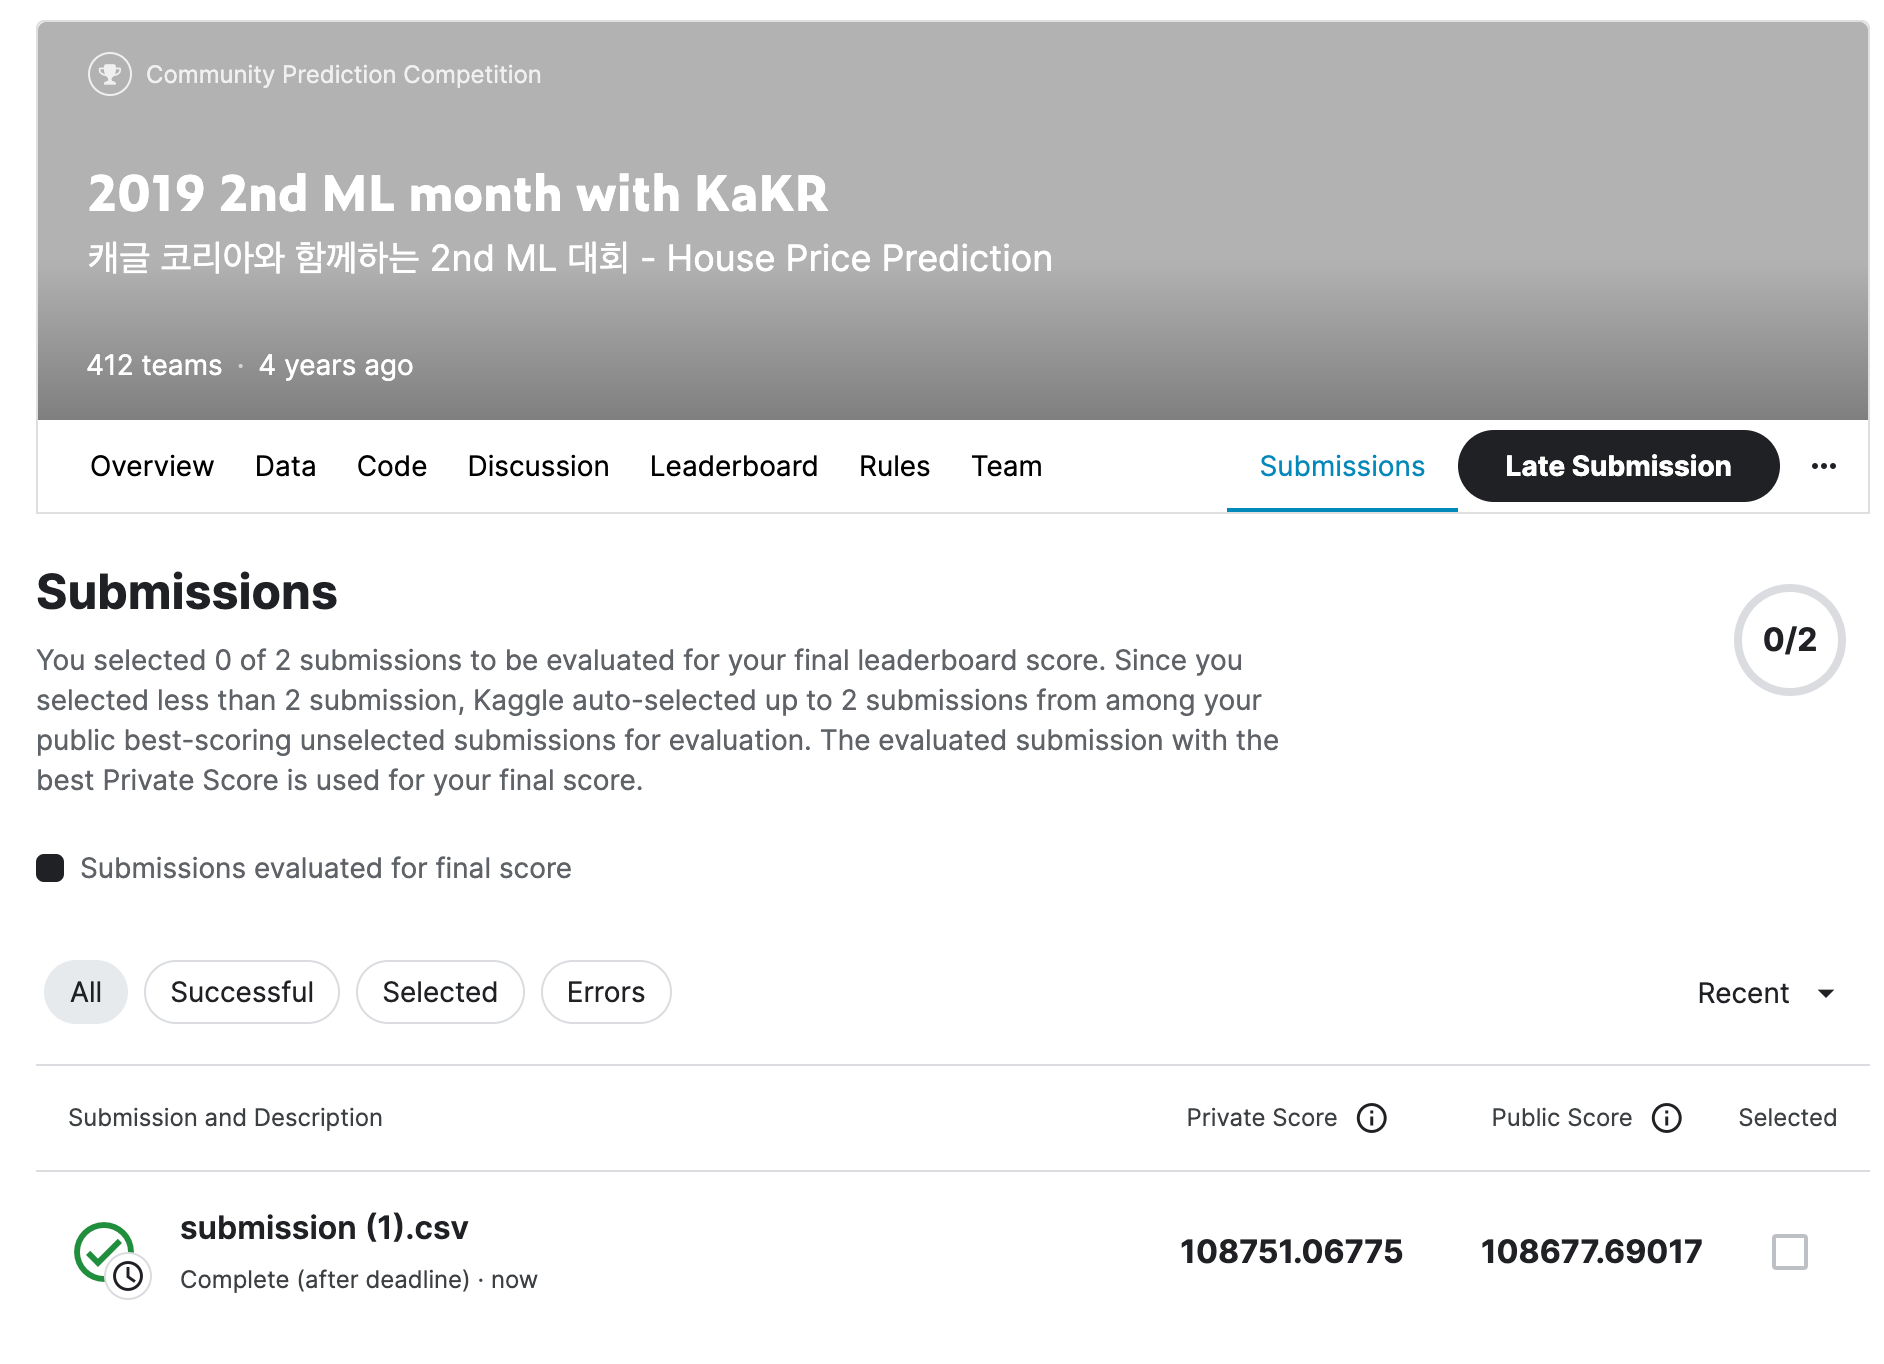 Community Prediction Competition
2019 2nd ML month with KaKR
캐글 코리아와 함께하는 2nd ML 대회 - House Price Prediction
412 teams · 4 years ago
Overview Data Code Discussion Leaderboard Rules Team Submissions Late Submission ...
Submissions
0/2
You selected 0 of 2 submissions to be evaluated for your final leaderboard score. Since you
selected less than 2 submission, Kaggle auto-selected up to 2 submissions from among your
public best-scoring unselected submissions for evaluation. The evaluated submission with the
best Private Score is used for your final score.
Submissions evaluated for final score
All Successful Selected Errors Recent
Submission and Description Private Score Public Score Selected
submission (1).csv 108751.06775 108677.69017
Complete (after deadline) · now